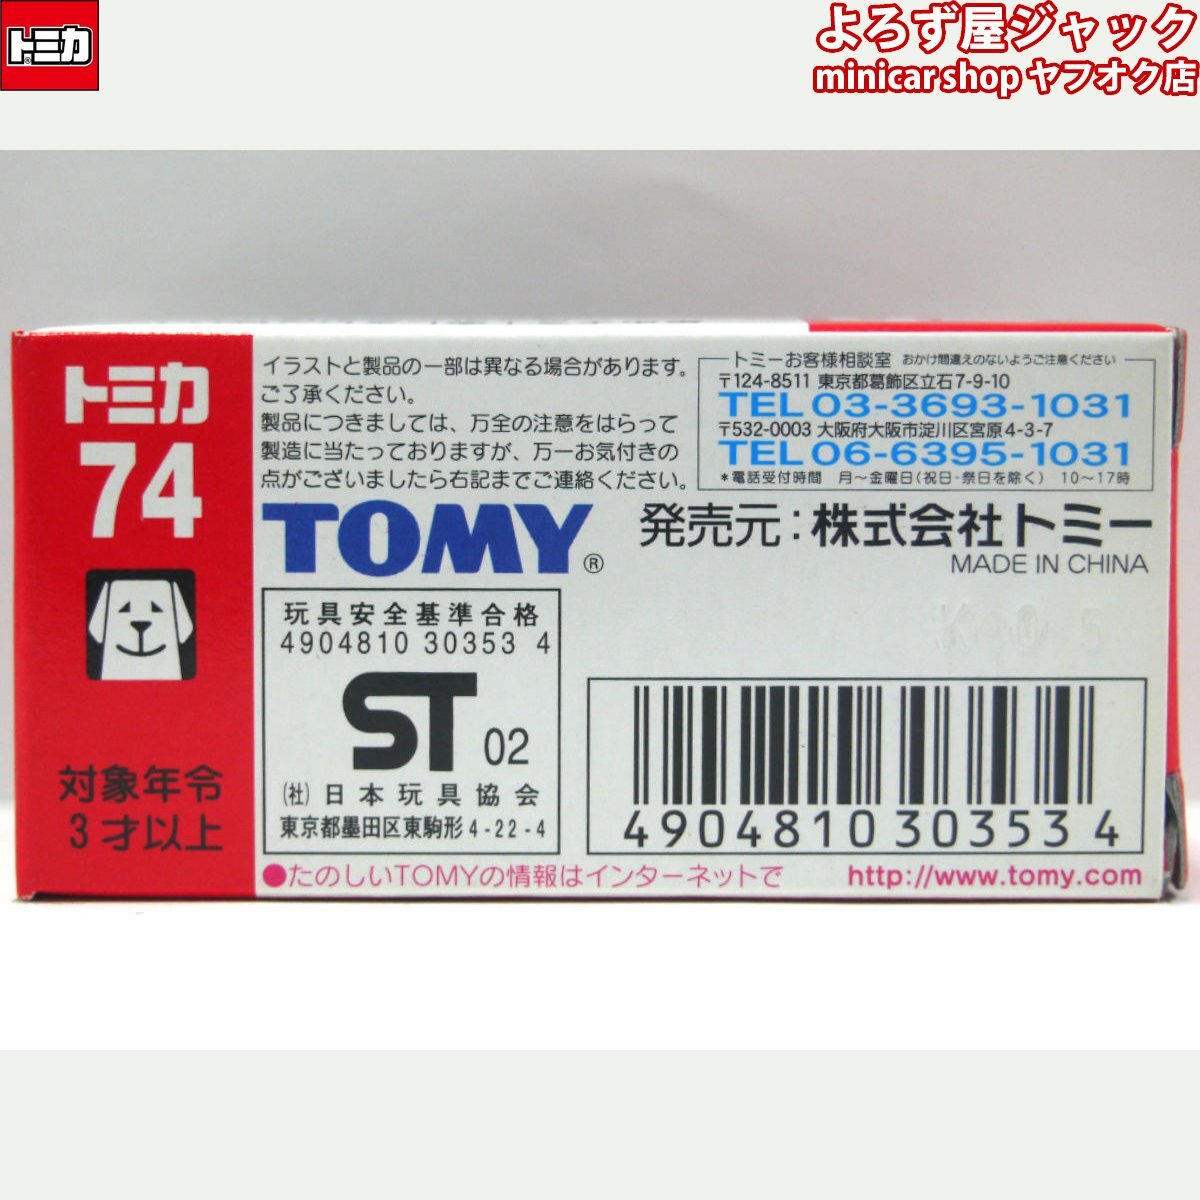 トミカ
よろず屋ジャック
minicar shop ヤフオク店
トミカ
74
対象年令
3才以上
イラストと製品の一部は異なる場合があります。
ご了承ください。
製品につきましては、万全の注意をはらって
製造に当たっておりますが、万一お気付きの
点がございましたら右記までご連絡ください。
トミーお客様相談室 おかけ間違えのないようご注意ください
〒124-8511 東京都葛飾区立石7-9-10
TEL 03-3693-1031
〒532-0003 大阪府大阪市淀川区宮原4-3-7
TEL 06-6395-1031
*電話受付時間 月~金曜日(祝日・祭日を除く) 10~17時
TOMY®
発売元:株式会社トミー
MADE IN CHINA
K 0 5
玩具安全基準合格
4904810 30353 4
ST 02
(社)日本玩具協会
東京都墨田区東駒形4-22-4
4904810303534
●たのしいTOMYの情報はインターネットで http://www.tomy.com